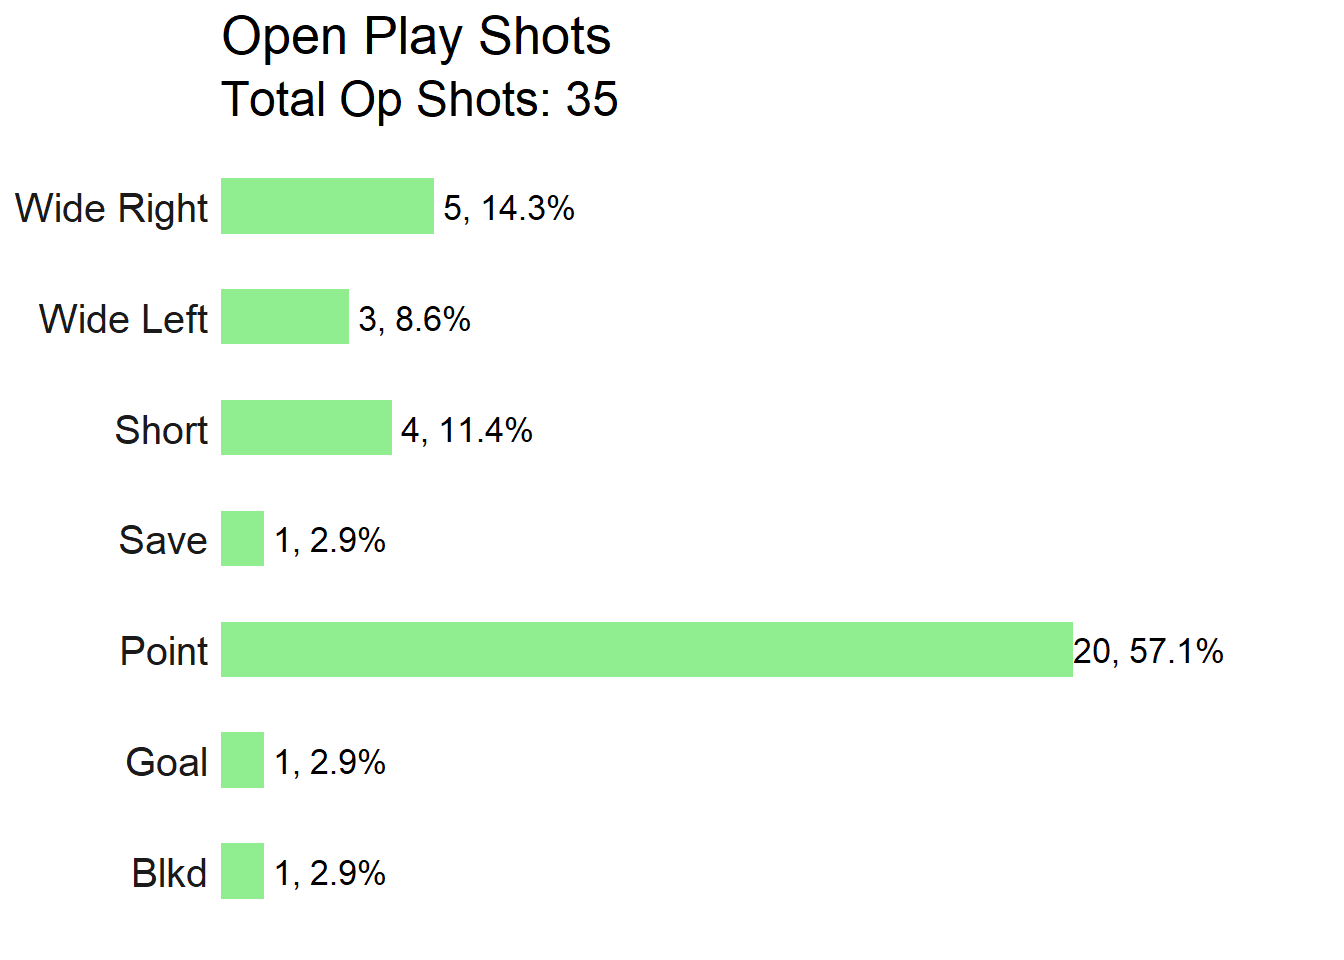 Open Play Shots
Total Op Shots: 35
Wide Right 5, 14.3%
Wide Left 3, 8.6%
Short 4, 11.4%
Save 1, 2.9%
Point 20, 57.1%
Goal 1, 2.9%
Blkd 1, 2.9%